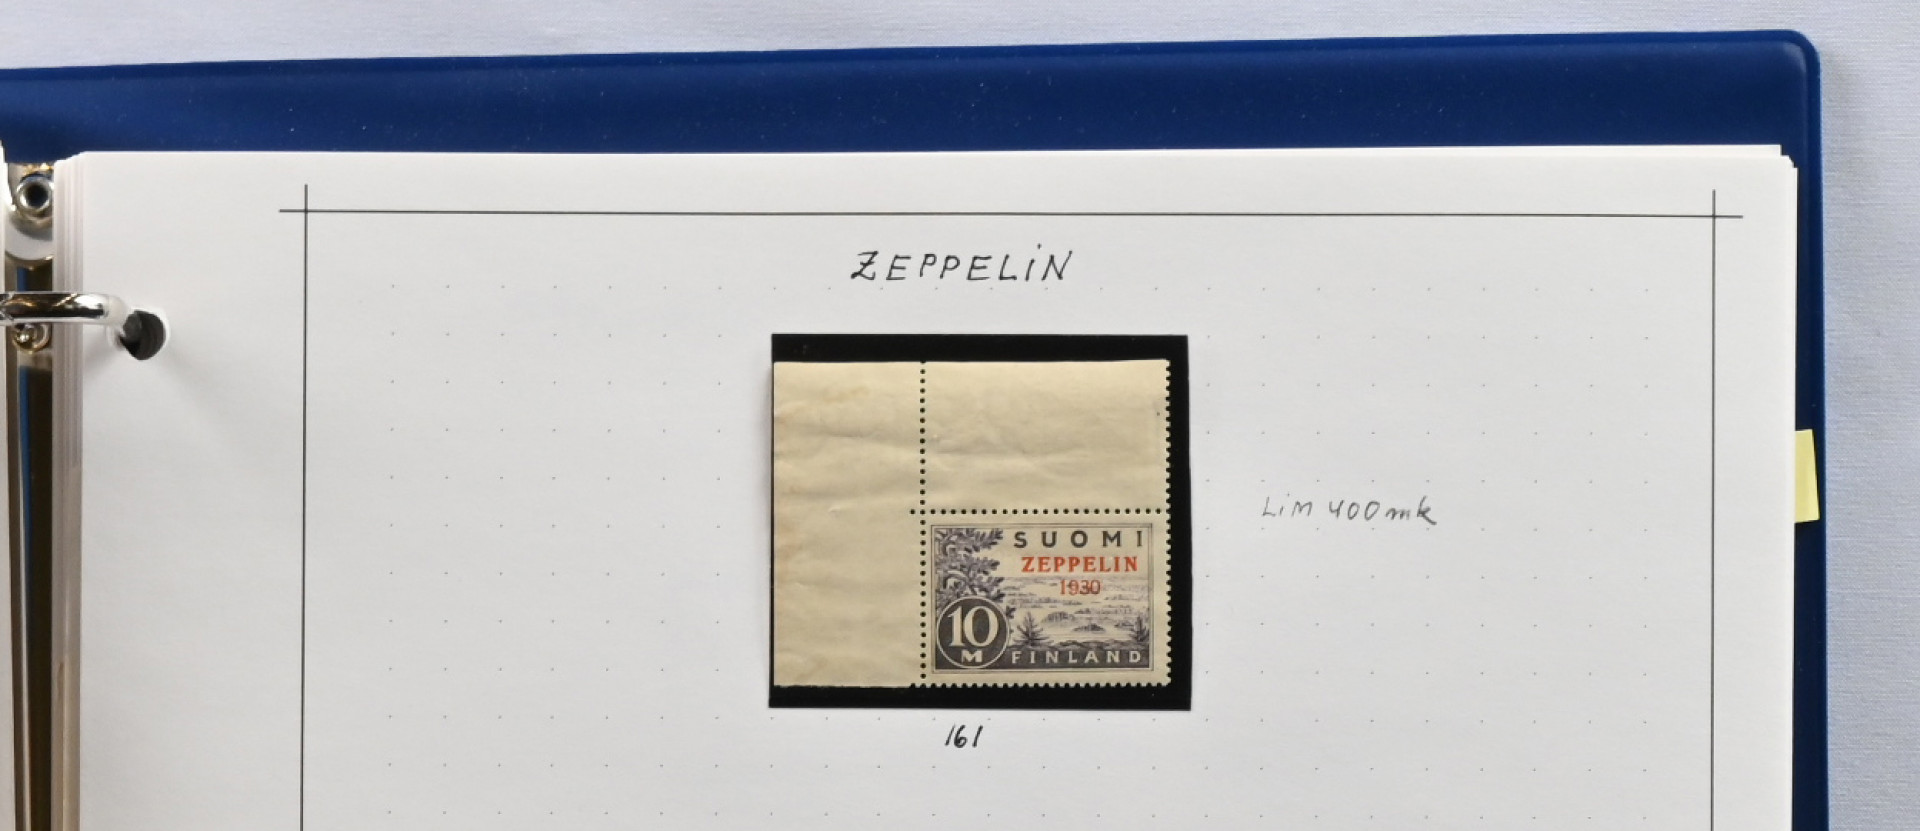 ZEPPELiN
SUOMI
ZEPPELIN
1930
10
M
FINLAND
LiM 400mk
161